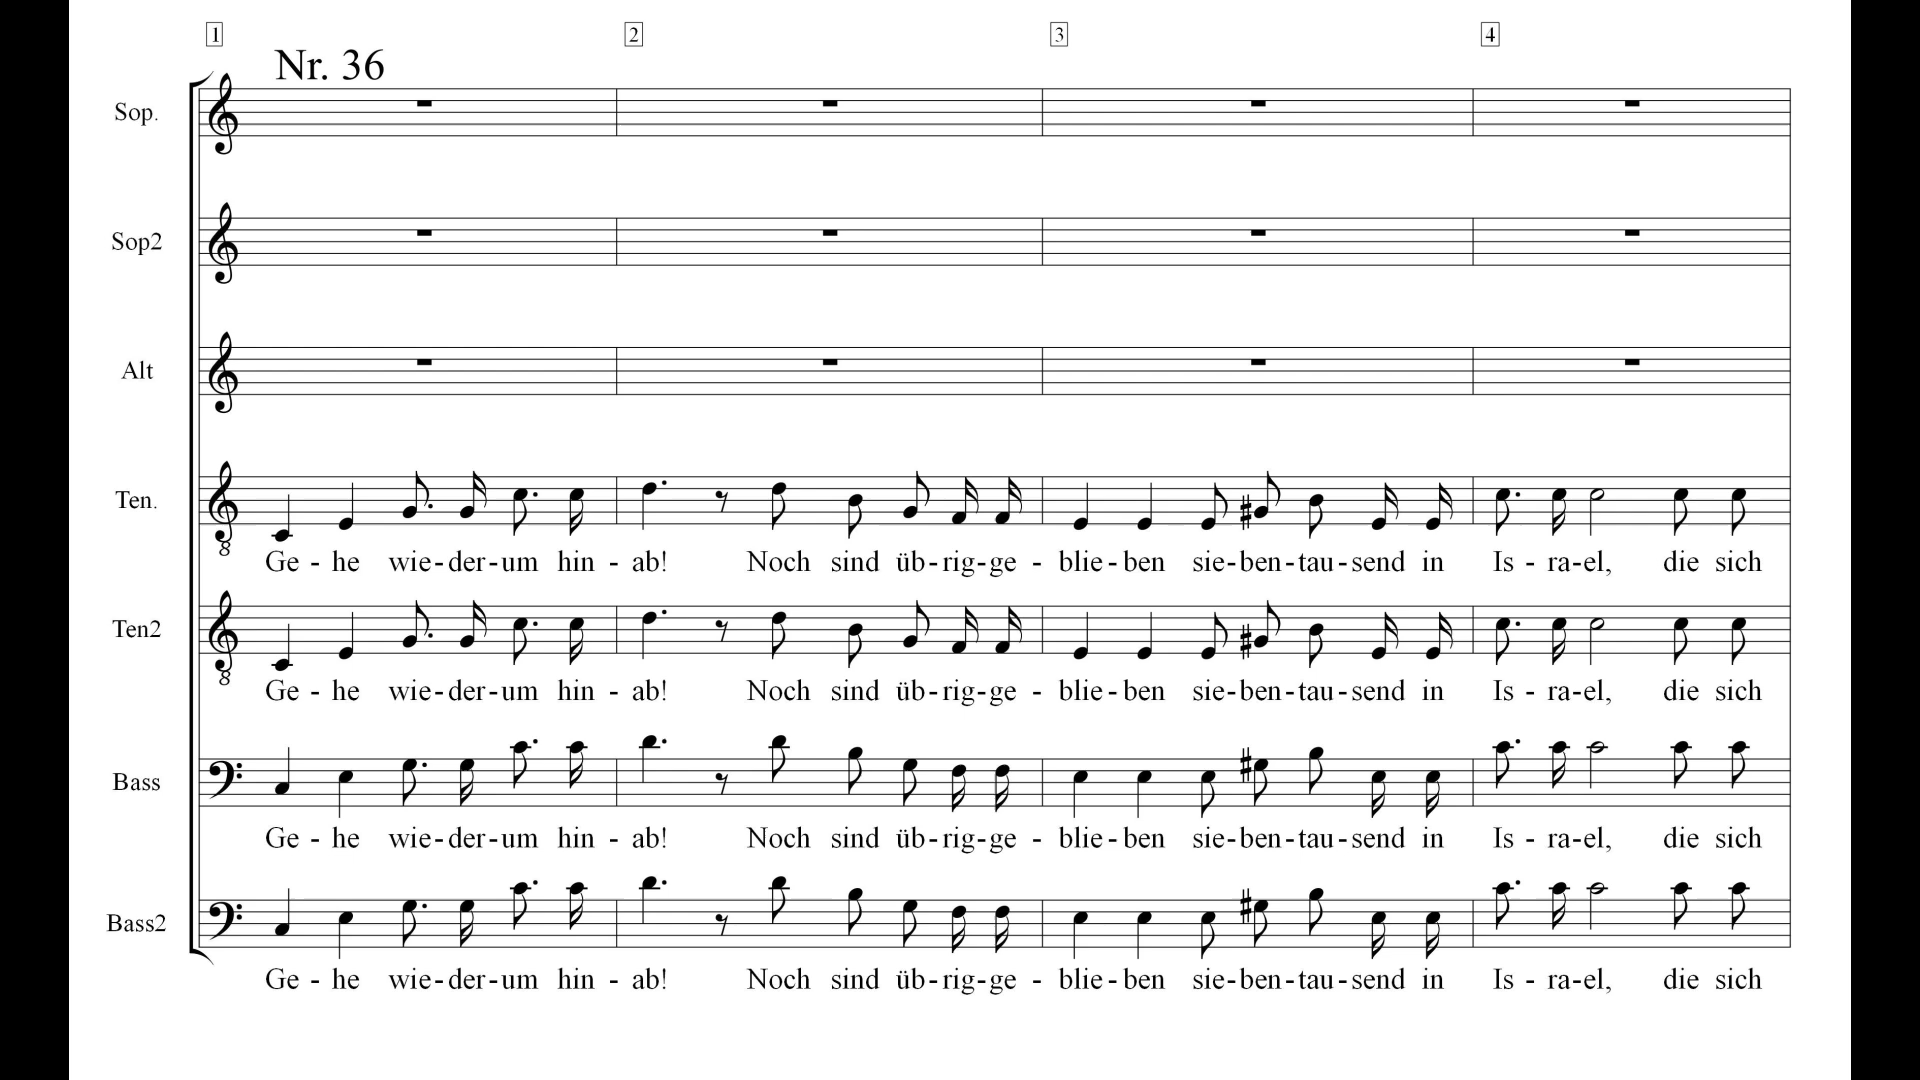 1 2 3 4
Nr. 36
Sop.
Sop2
Alt
Ten.
8
Ge - he wie-der-um hin - ab! Noch sind üb-rig-ge - blie-ben sie-ben-tau-send in Is - ra-el, die sich
Ten2
8
Ge - he wie-der-um hin - ab! Noch sind üb-rig-ge - blie-ben sie-ben-tau-send in Is - ra-el, die sich
Bass
Ge - he wie-der-um hin - ab! Noch sind üb-rig-ge - blie-ben sie-ben-tau-send in Is - ra-el, die sich
Bass2
Ge - he wie-der-um hin - ab! Noch sind üb-rig-ge - blie-ben sie-ben-tau-send in Is - ra-el, die sich